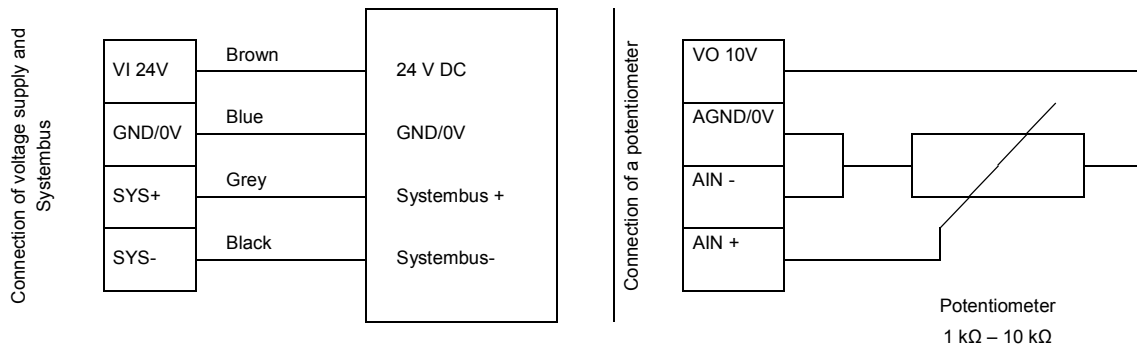 Connection of voltage supply and
Systembus
VI 24V
Brown
24 V DC
GND/0V
Blue
GND/0V
SYS+
Grey
Systembus +
SYS-
Black
Systembus-
Connection of a potentiometer
VO 10V
AGND/0V
AIN -
AIN +
Potentiometer
1 kΩ – 10 kΩ